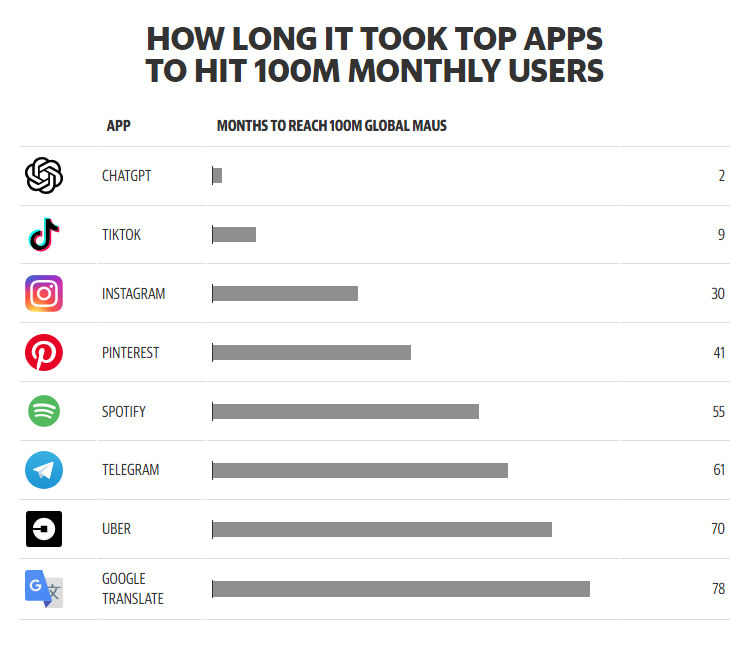 HOW LONG IT TOOK TOP APPS
TO HIT 100M MONTHLY USERS
APP MONTHS TO REACH 100M GLOBAL MAUS
CHATGPT 2
TIKTOK 9
INSTAGRAM 30
PINTEREST 41
SPOTIFY 55
TELEGRAM 61
UBER 70
G 文 GOOGLE
TRANSLATE 78